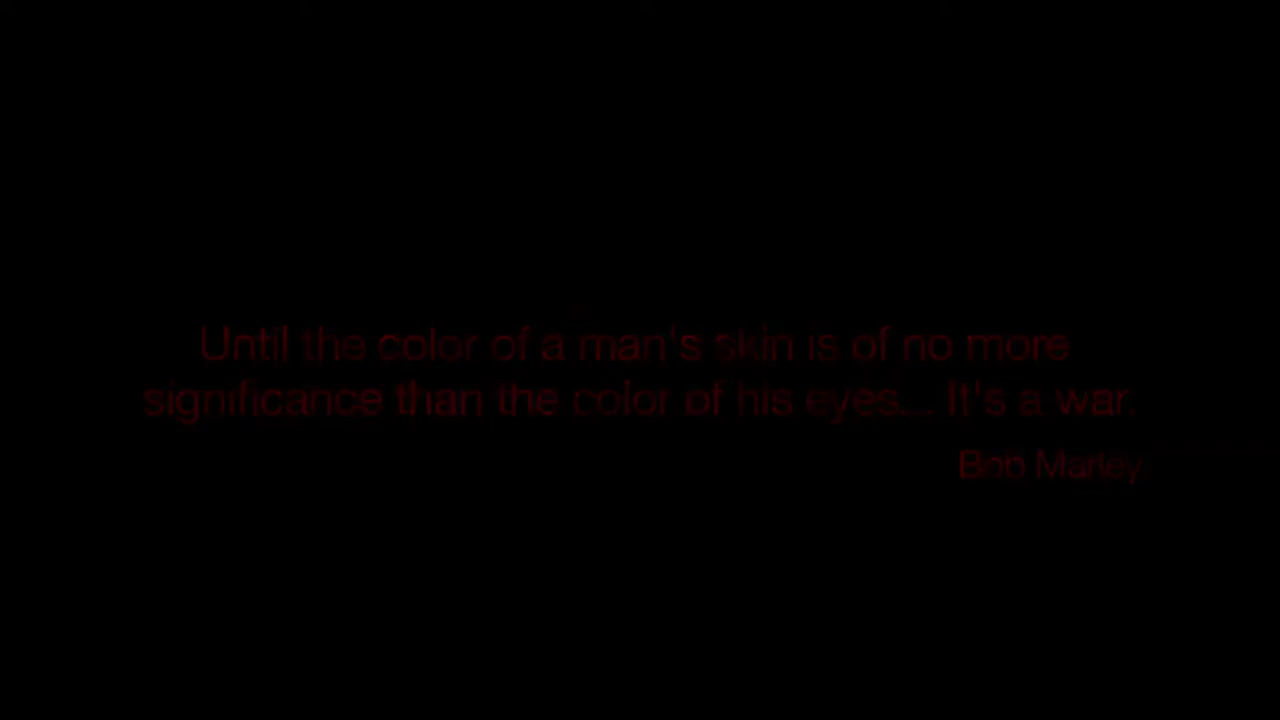 Until the color of a man's skin is of no more
significance than the color of his eyes... It's a war.
Bob Marley